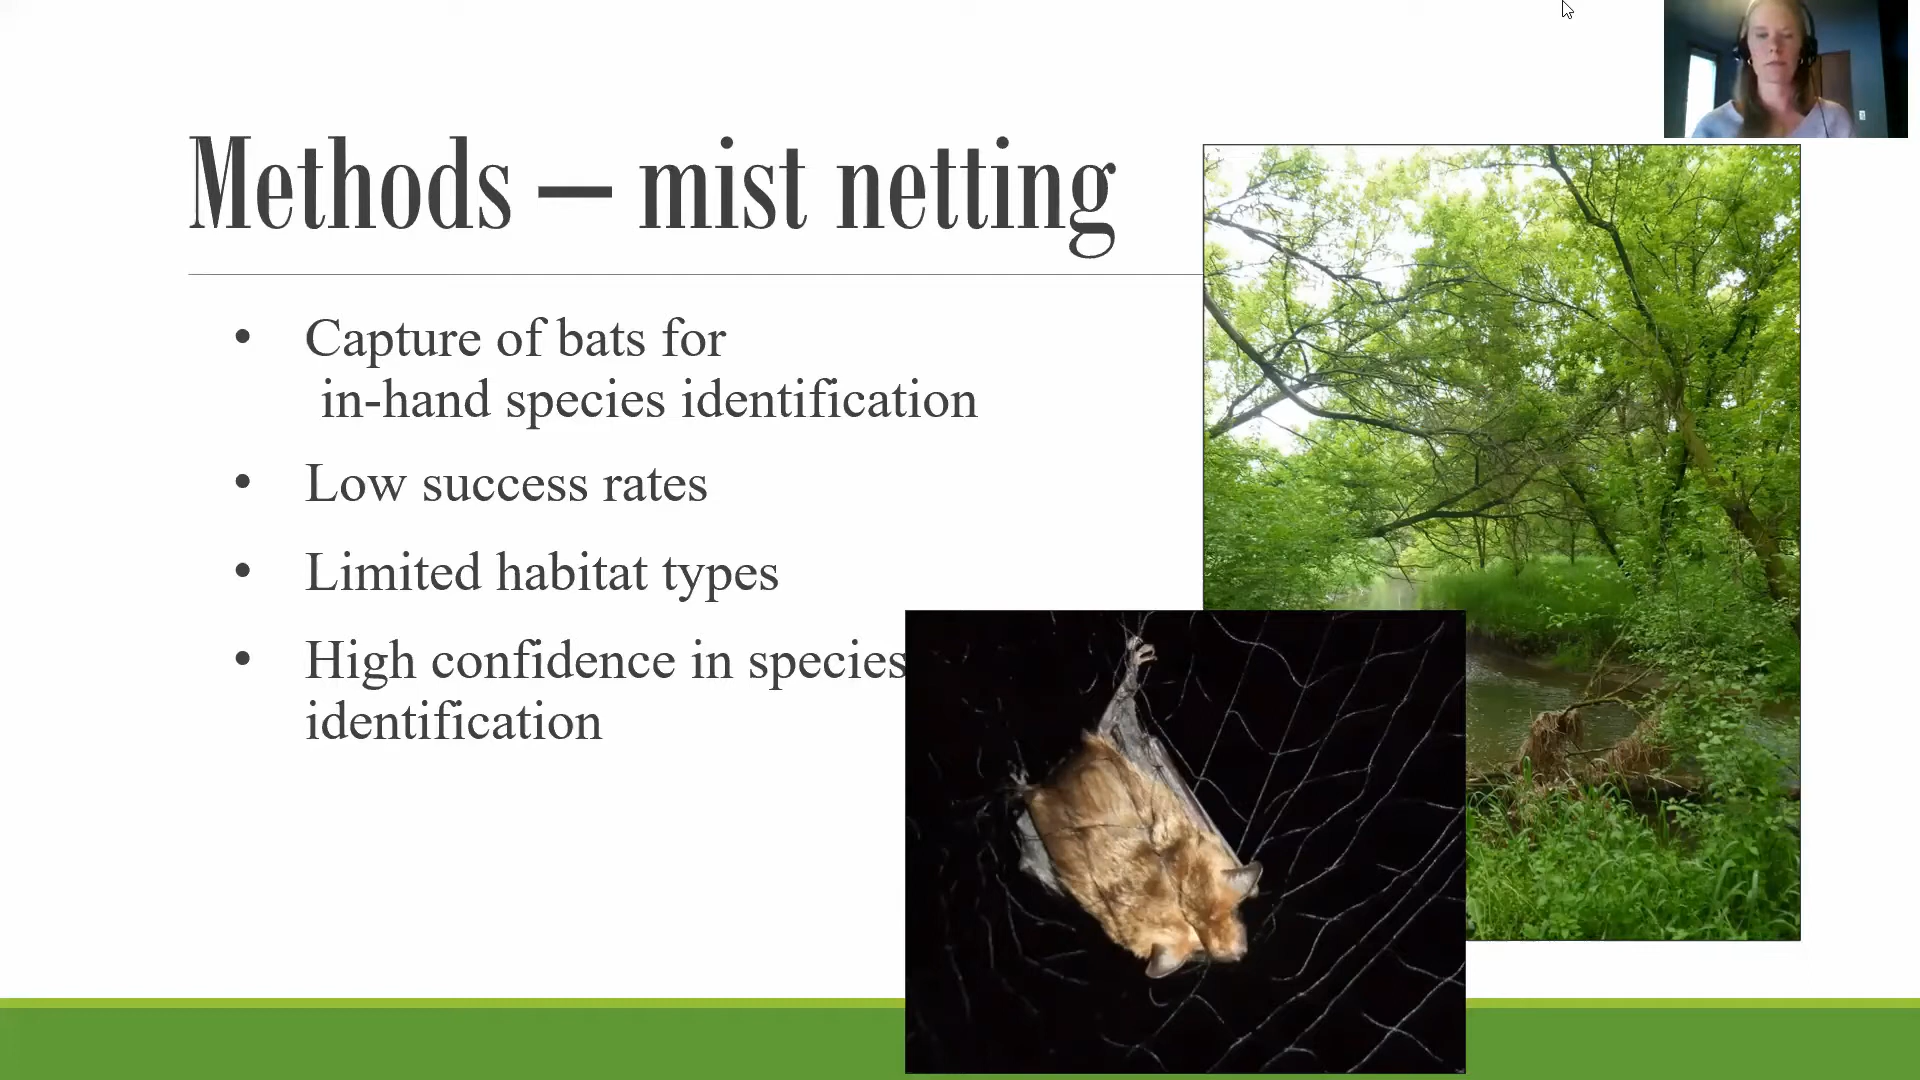 Methods – mist netting
• Capture of bats for
in-hand species identification
• Low success rates
• Limited habitat types
• High confidence in species
identification